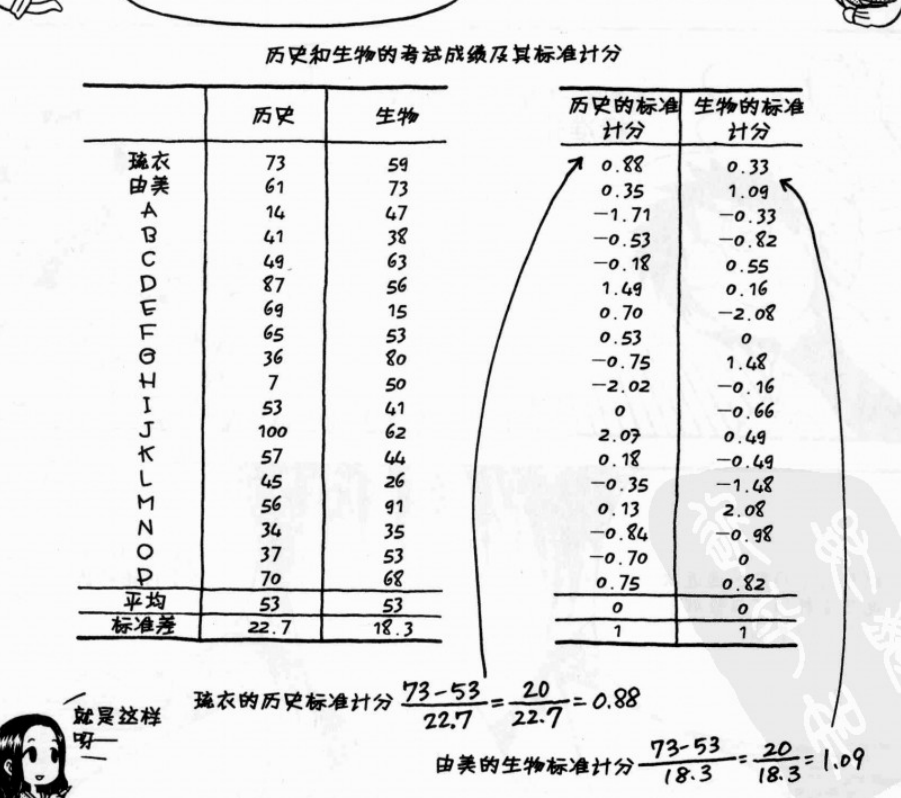 历史和生物的考试成绩及其标准计分
历史 生物 历史的标准计分 生物的标准计分
琉衣 73 59 0.88 0.33
由美 61 73 0.35 1.09
A 14 47 -1.71 -0.33
B 41 38 -0.53 -0.82
C 49 63 -0.18 0.55
D 87 56 1.49 0.16
E 69 15 0.70 -2.08
F 65 53 0.53 0
G 36 80 -0.75 1.48
H 7 50 -2.02 -0.16
I 53 41 0 -0.66
J 100 62 2.07 0.49
K 57 44 0.18 -0.49
L 45 26 -0.35 -1.48
M 56 91 0.13 2.08
N 34 35 -0.84 -0.98
O 37 53 -0.70 0
P 70 68 0.75 0.82
平均 53 53 0 0
标准差 22.7 18.3 1 1
琉衣的历史标准计分 73-53/22.7=20/22.7=0.88
就是这样
呀——
由美的生物标准计分 73-53/18.3=20/18.3=1.09